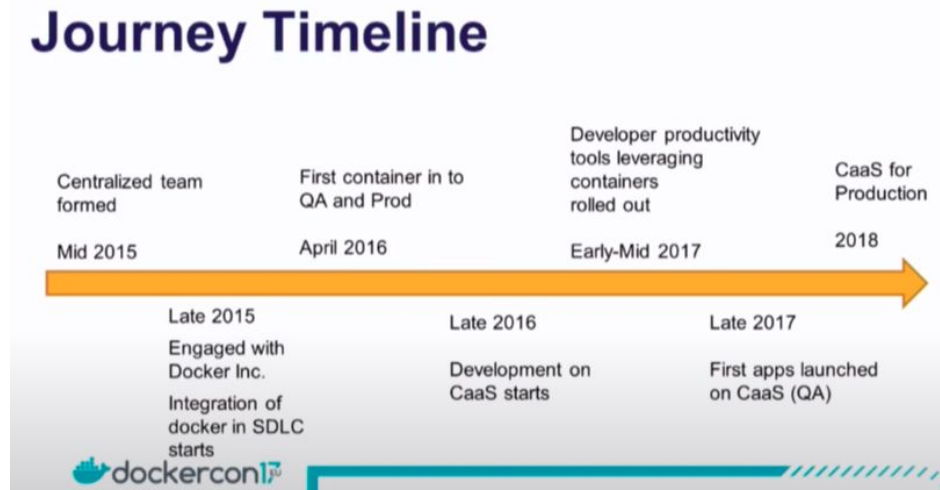 Journey Timeline
Centralized team
formed
Mid 2015
First container in to
QA and Prod
April 2016
Developer productivity
tools leveraging
containers
rolled out
Early-Mid 2017
CaaS for
Production
2018
Late 2015
Engaged with
Docker Inc.
Integration of
docker in SDLC
starts
Late 2016
Development on
CaaS starts
Late 2017
First apps launched
on CaaS (QA)
dockercon17 EU